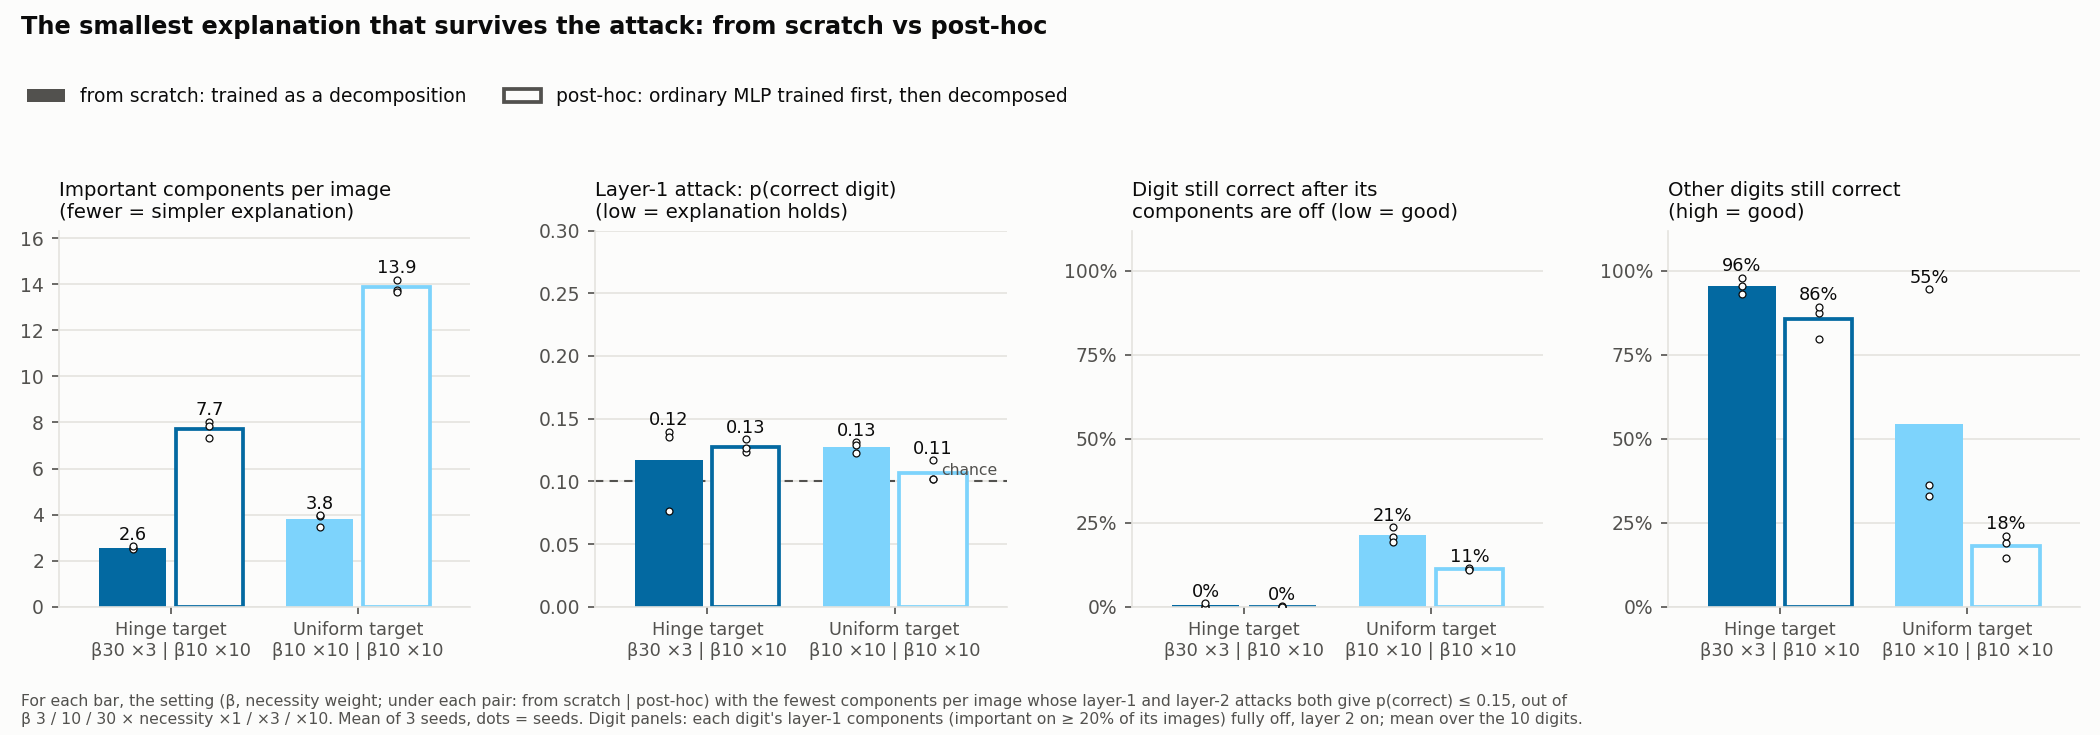 The smallest explanation that survives the attack: from scratch vs post-hoc
from scratch: trained as a decomposition
post-hoc: ordinary MLP trained first, then decomposed
Important components per image
(fewer = simpler explanation)
16
14
12
10
8
6
4
2
0
2.6
7.7
3.8
13.9
Hinge target
β30 ×3 | β10 ×10
Uniform target
β10 ×10 | β10 ×10
Layer-1 attack: p(correct digit)
(low = explanation holds)
0.30
0.25
0.20
0.15
0.10
0.05
0.00
0.12
0.13
0.13
0.11
chance
Hinge target
β30 ×3 | β10 ×10
Uniform target
β10 ×10 | β10 ×10
Digit still correct after its
components are off (low = good)
100%
75%
50%
25%
0%
0%
0%
21%
11%
Hinge target
β30 ×3 | β10 ×10
Uniform target
β10 ×10 | β10 ×10
Other digits still correct
(high = good)
100%
75%
50%
25%
0%
96%
86%
55%
18%
Hinge target
β30 ×3 | β10 ×10
Uniform target
β10 ×10 | β10 ×10
For each bar, the setting (β, necessity weight; under each pair: from scratch | post-hoc) with the fewest components per image whose layer-1 and layer-2 attacks both give p(correct) ≤ 0.15, out of
β 3 / 10 / 30 × necessity ×1 / ×3 / ×10. Mean of 3 seeds, dots = seeds. Digit panels: each digit's layer-1 components (important on ≥ 20% of its images) fully off, layer 2 on; mean over the 10 digits.